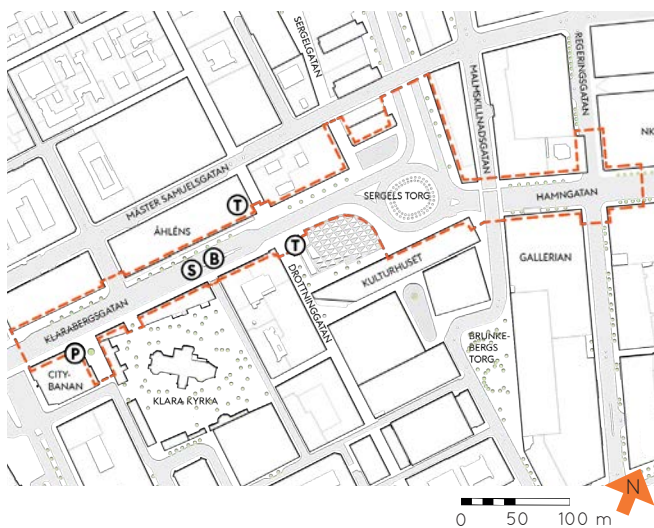 SERGELGATAN
REGERINGSGATAN
MALMSKILLNADSGATAN
NK
MÄSTER SAMUELSGATAN
SERGELS TORG
HAMNGATAN
T
ÅHLÉNS
T
B
S
GALLERIAN
KULTURHUSET
DROTTNINGGATAN
KLARABERGSGATAN
BRUNKE-
BERGS
TORG
P
CITY-
BANAN
KLARA KYRKA
N
0 50 100 m